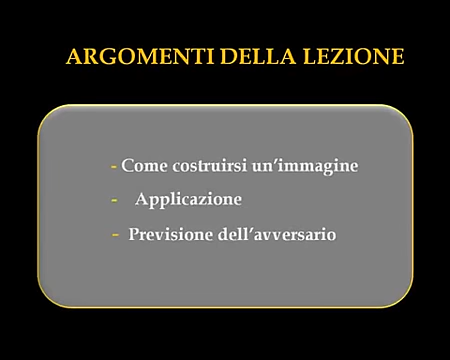 ARGOMENTI DELLA LEZIONE
- Come costruirsi un'immagine
- Applicazione
- Previsione dell'avversario